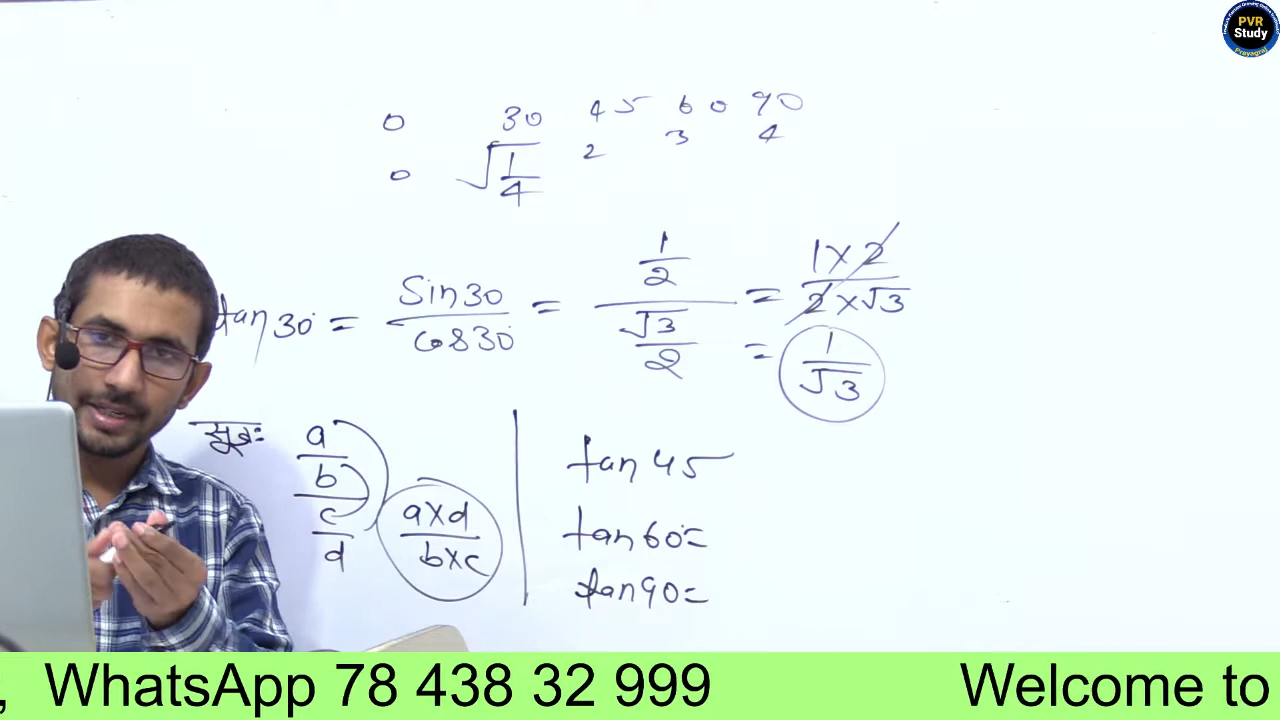 PVR
Study
Prayagraj
0 30 45 60 90
0 √1/4 2 3 4
tan30° = Sin30/cos30° = (1/2)/(√3/2) = (1×2)/(2×√3)
= 1/√3
सूत्रः (a/b)/(c/d) (a×d)/(b×c)
tan45
tan60°=
tan90=
WhatsApp 78 438 32 999 Welcome to